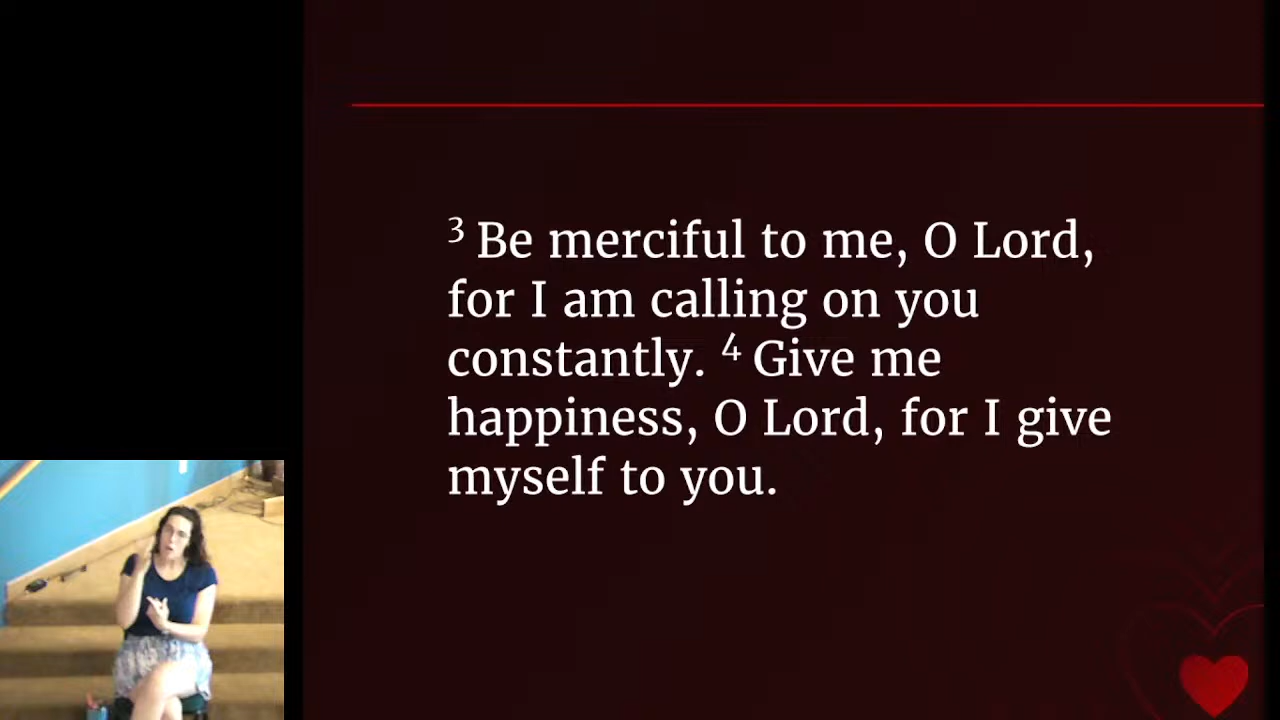 ³ Be merciful to me, O Lord,
for I am calling on you
constantly. ⁴ Give me
happiness, O Lord, for I give
myself to you.